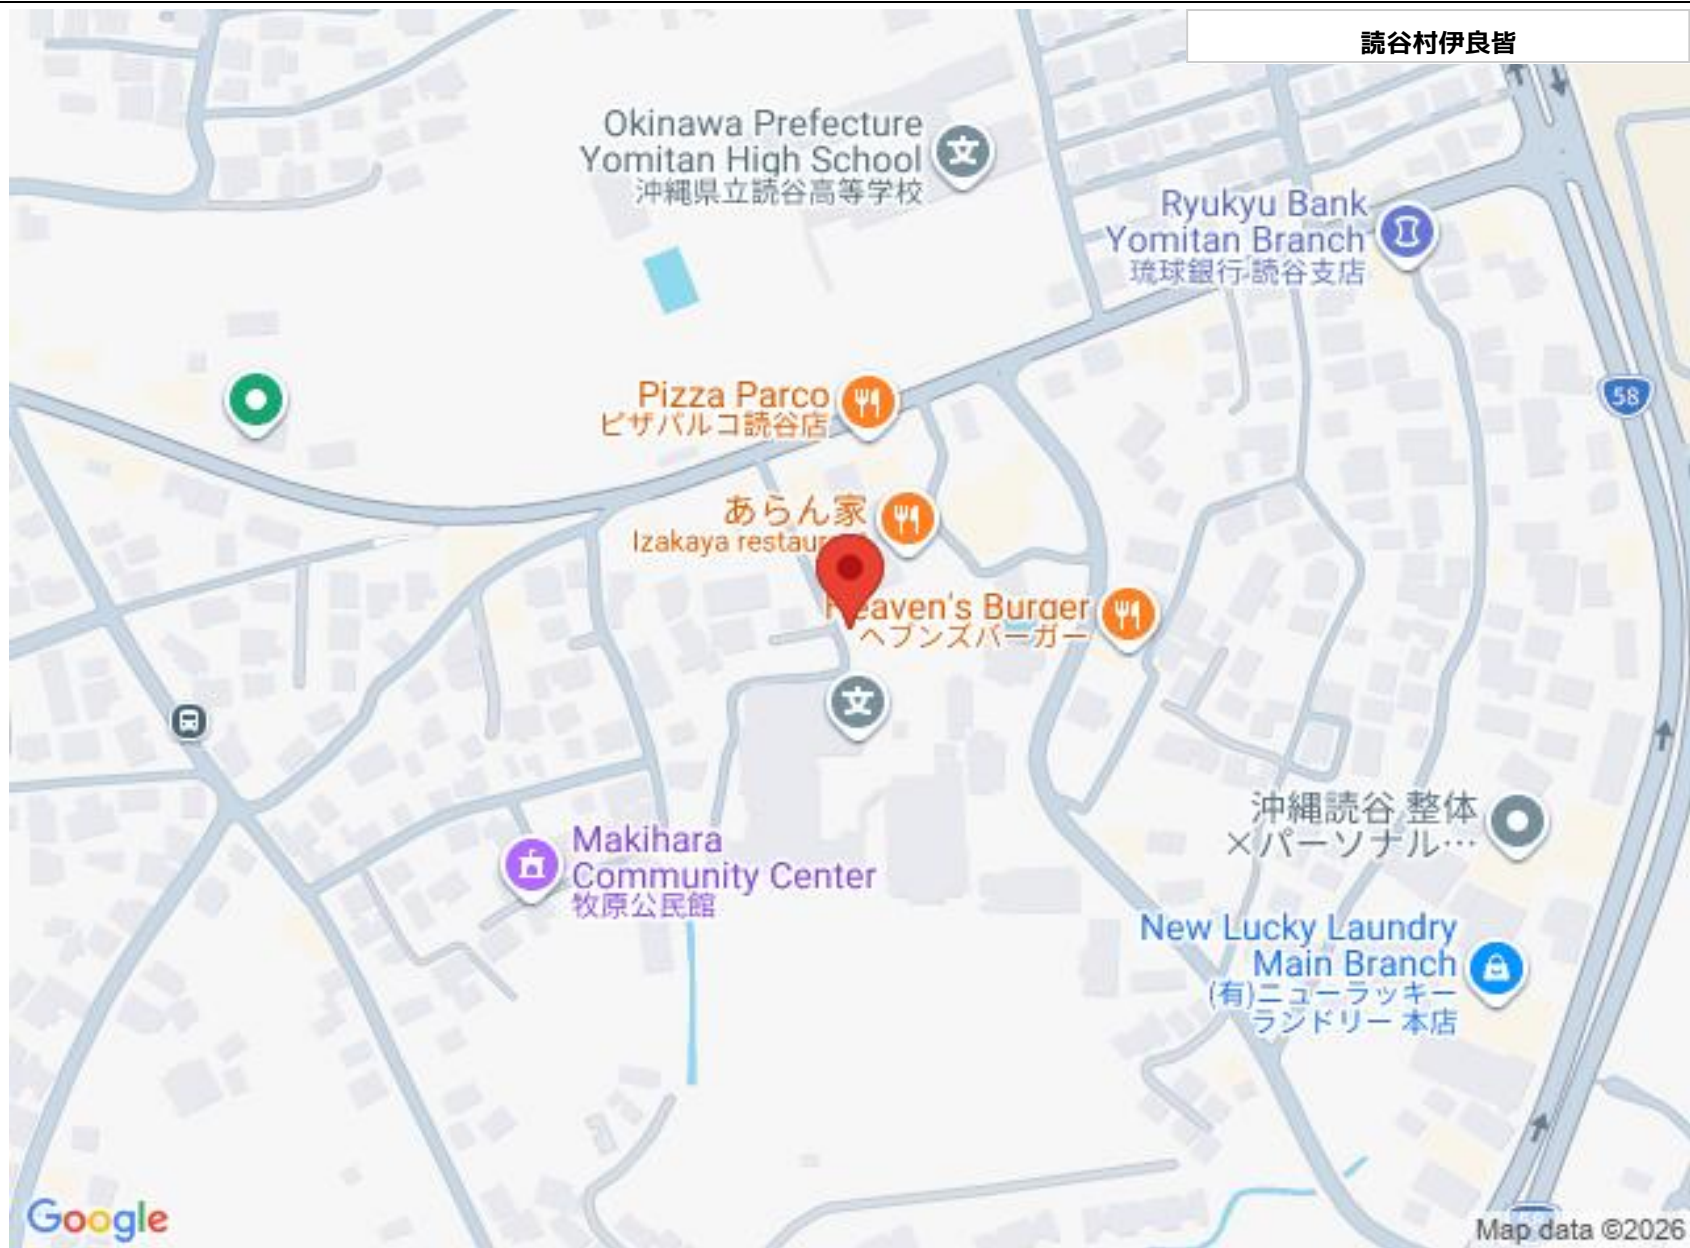 読谷村伊良皆
Okinawa Prefecture
Yomitan High School
沖縄県立読谷高等学校
文
Ryukyu Bank
Yomitan Branch
琉球銀行 読谷支店
58
Pizza Parco
ピザパルコ読谷店
あらん家
Izakaya restau
Heaven's Burger
ヘブンズバーガー
文
沖縄読谷 整体
×パーソナル…
Makihara
Community Center
牧原公民館
New Lucky Laundry
Main Branch
(有)ニューラッキー
ランドリー 本店
Google
Map data ©2026